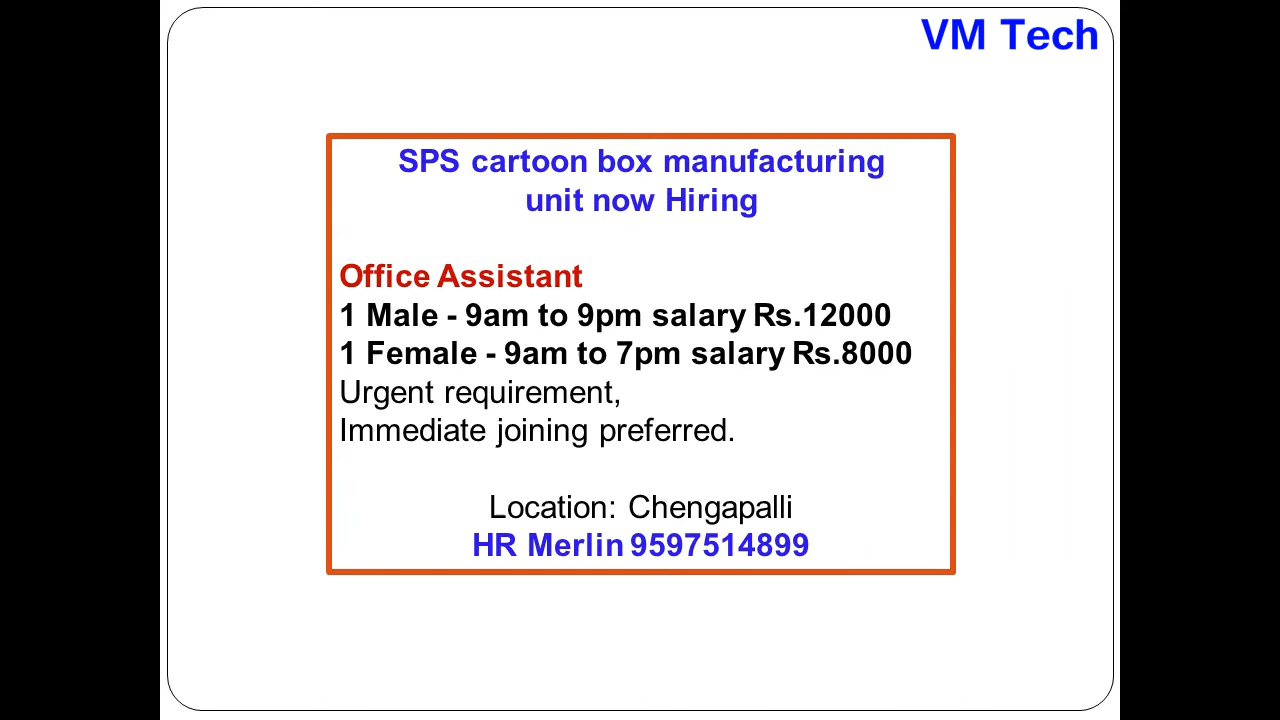 VM Tech
SPS cartoon box manufacturing
unit now Hiring
Office Assistant
1 Male - 9am to 9pm salary Rs.12000
1 Female - 9am to 7pm salary Rs.8000
Urgent requirement,
Immediate joining preferred.
Location: Chengapalli
HR Merlin 9597514899